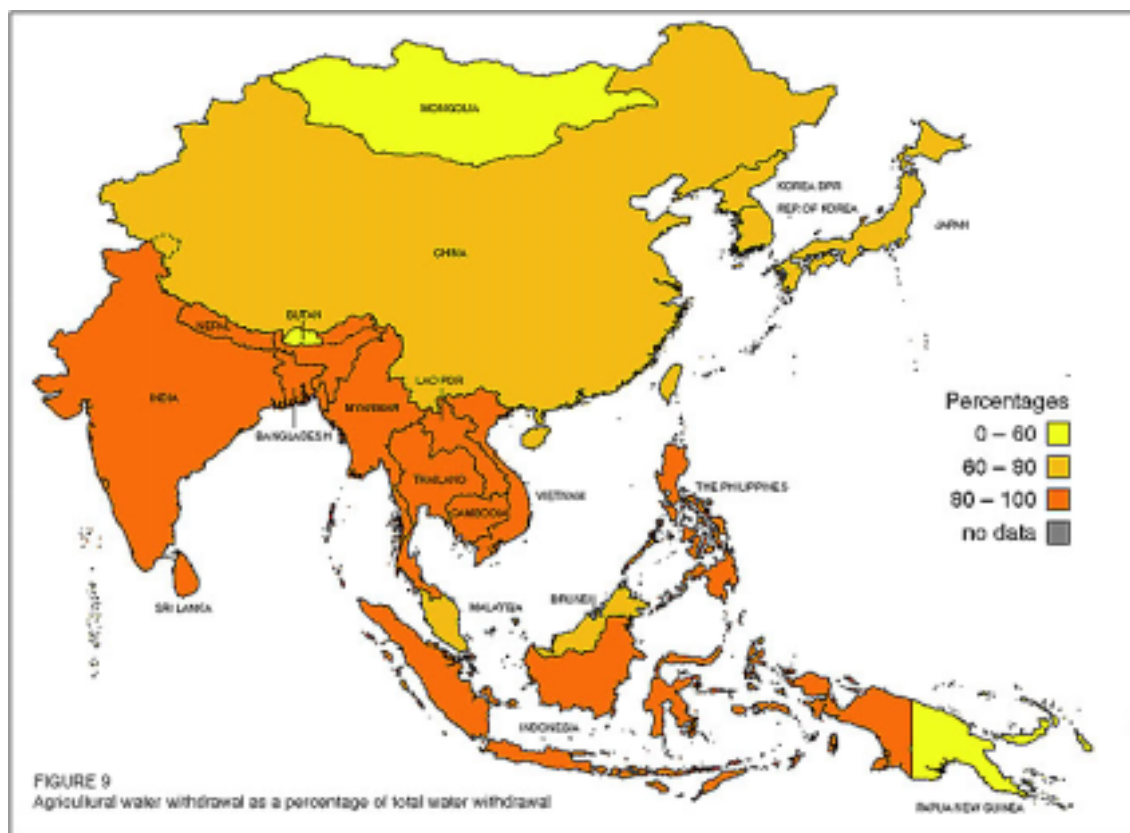 MONGOLIA
KOREA DPR
REP. OF KOREA
JAPAN
CHINA
BUTAN
NEPAL
LAO PDR
INDIA
MYANMAR
BANGLADESH
THAILAND
VIETNAM
CAMBODIA
THE PHILIPPINES
SRI LANKA
MALAYSIA
BRUNEI
INDONESIA
PAPUA NEW GUINEA
Percentages
0 – 60
60 – 80
80 – 100
no data
FIGURE 9
Agricultural water withdrawal as a percentage of total water withdrawal